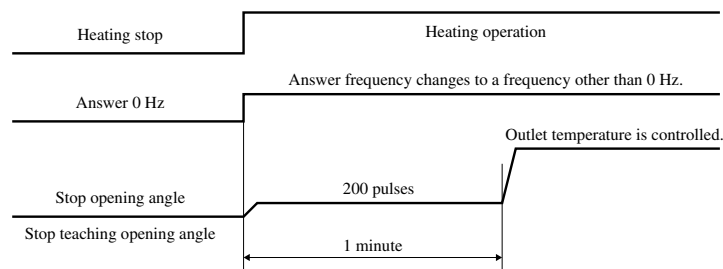 Heating stop
Heating operation
Answer frequency changes to a frequency other than 0 Hz.
Answer 0 Hz
Outlet temperature is controlled.
Stop opening angle
200 pulses
Stop teaching opening angle
1 minute